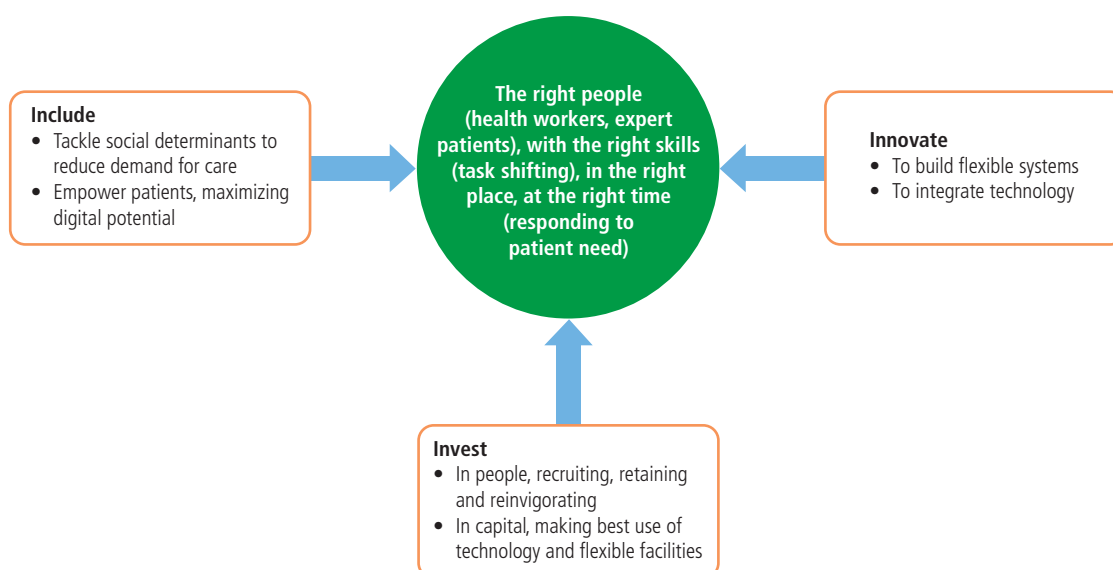 The right people
(health workers, expert
patients), with the right skills
(task shifting), in the right
place, at the right time
(responding to
patient need)
Include
• Tackle social determinants to
reduce demand for care
• Empower patients, maximizing
digital potential
Innovate
• To build flexible systems
• To integrate technology
Invest
• In people, recruiting, retaining
and reinvigorating
• In capital, making best use of
technology and flexible facilities